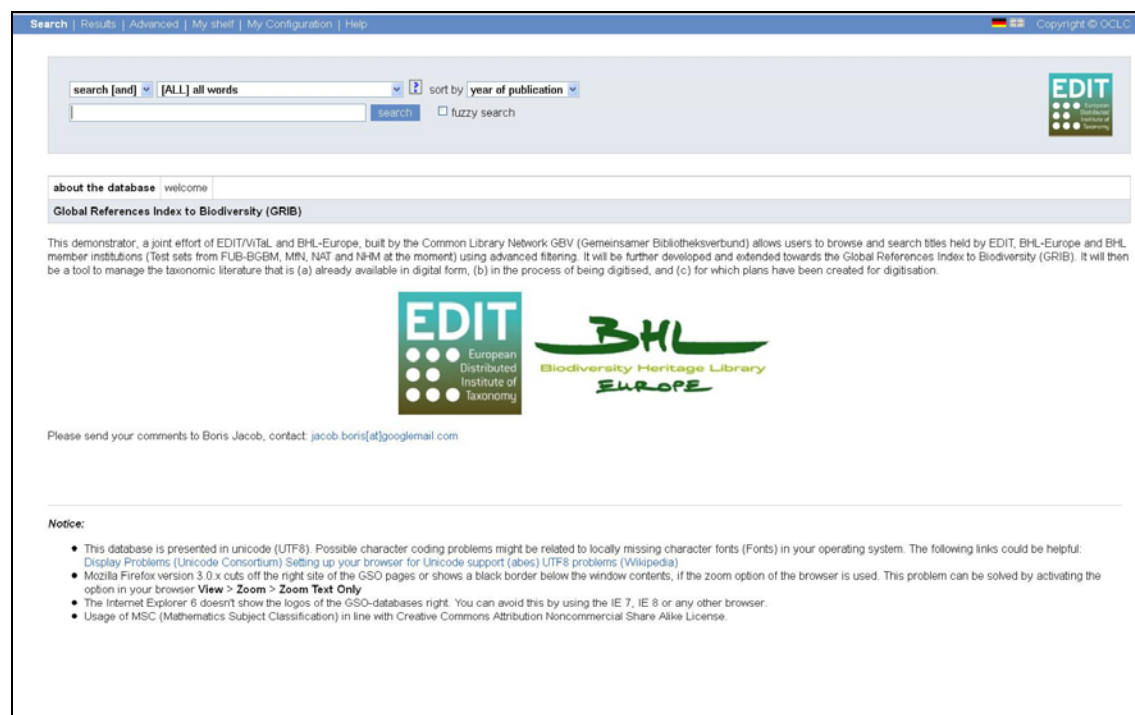 Search | Results | Advanced | My shelf | My Configuration | Help
Copyright © OCLC
search [and] [ALL] all words ? sort by year of publication
search fuzzy search
EDIT
European
Distributed
Institute of
Taxonomy
about the database welcome
Global References Index to Biodiversity (GRIB)
This demonstrator, a joint effort of EDIT/ViTaL and BHL-Europe, built by the Common Library Network GBV (Gemeinsamer Bibliotheksverbund) allows users to browse and search titles held by EDIT, BHL-Europe and BHL
member institutions (Test sets from FUB-BGBM, MfN, NAT and NHM at the moment) using advanced filtering. It will be further developed and extended towards the Global References Index to Biodiversity (GRIB). It will then
be a tool to manage the taxonomic literature that is (a) already available in digital form, (b) in the process of being digitised, and (c) for which plans have been created for digitisation.
EDIT
European
Distributed
Institute of
Taxonomy
BHL
Biodiversity Heritage Library
EUROPE
Please send your comments to Boris Jacob, contact: jacob.boris[at]googlemail.com
Notice:
This database is presented in unicode (UTF8). Possible character coding problems might be related to locally missing character fonts (Fonts) in your operating system. The following links could be helpful:
Display Problems (Unicode Consortium) Setting up your browser for Unicode support (abes) UTF8 problems (Wikipedia)
Mozilla Firefox version 3.0.x cuts off the right site of the GSO pages or shows a black border below the window contents, if the zoom option of the browser is used. This problem can be solved by activating the
option in your browser View > Zoom > Zoom Text Only
The Internet Explorer 6 doesn't show the logos of the GSO-databases right. You can avoid this by using the IE 7, IE 8 or any other browser.
Usage of MSC (Mathematics Subject Classification) in line with Creative Commons Attribution Noncommercial Share Alike License.